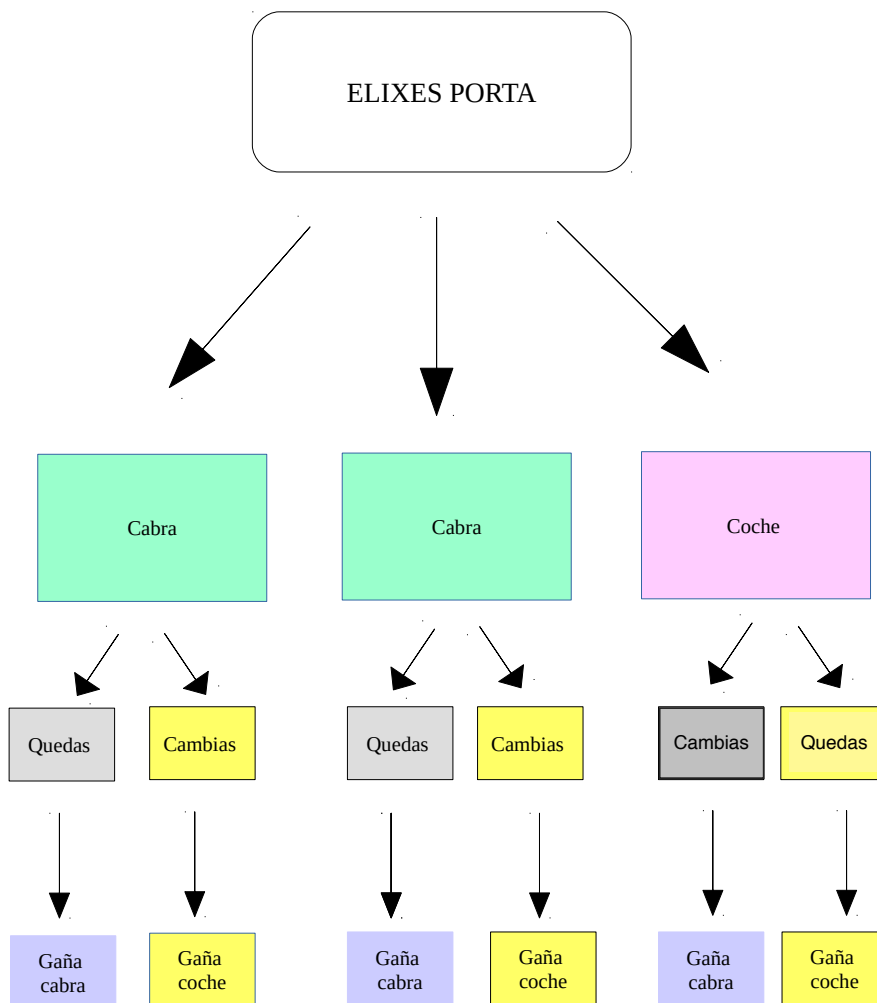 ELIXES PORTA
Cabra
Cabra
Coche
Quedas
Cambias
Quedas
Cambias
Cambias
Quedas
Gaña
cabra
Gaña
coche
Gaña
cabra
Gaña
coche
Gaña
cabra
Gaña
coche